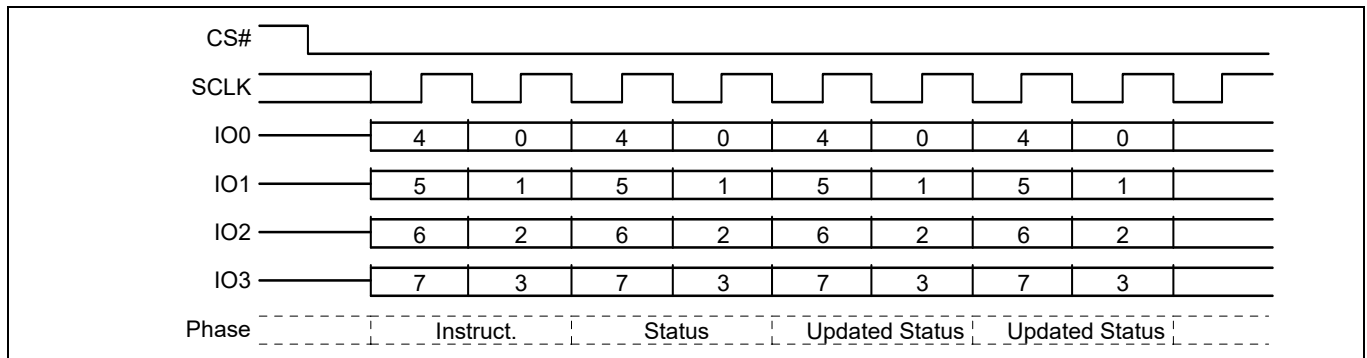 CS#
SCLK
IO0 4 0 4 0 4 0 4 0
IO1 5 1 5 1 5 1 5 1
IO2 6 2 6 2 6 2 6 2
IO3 7 3 7 3 7 3 7 3
Phase Instruct. Status Updated Status Updated Status